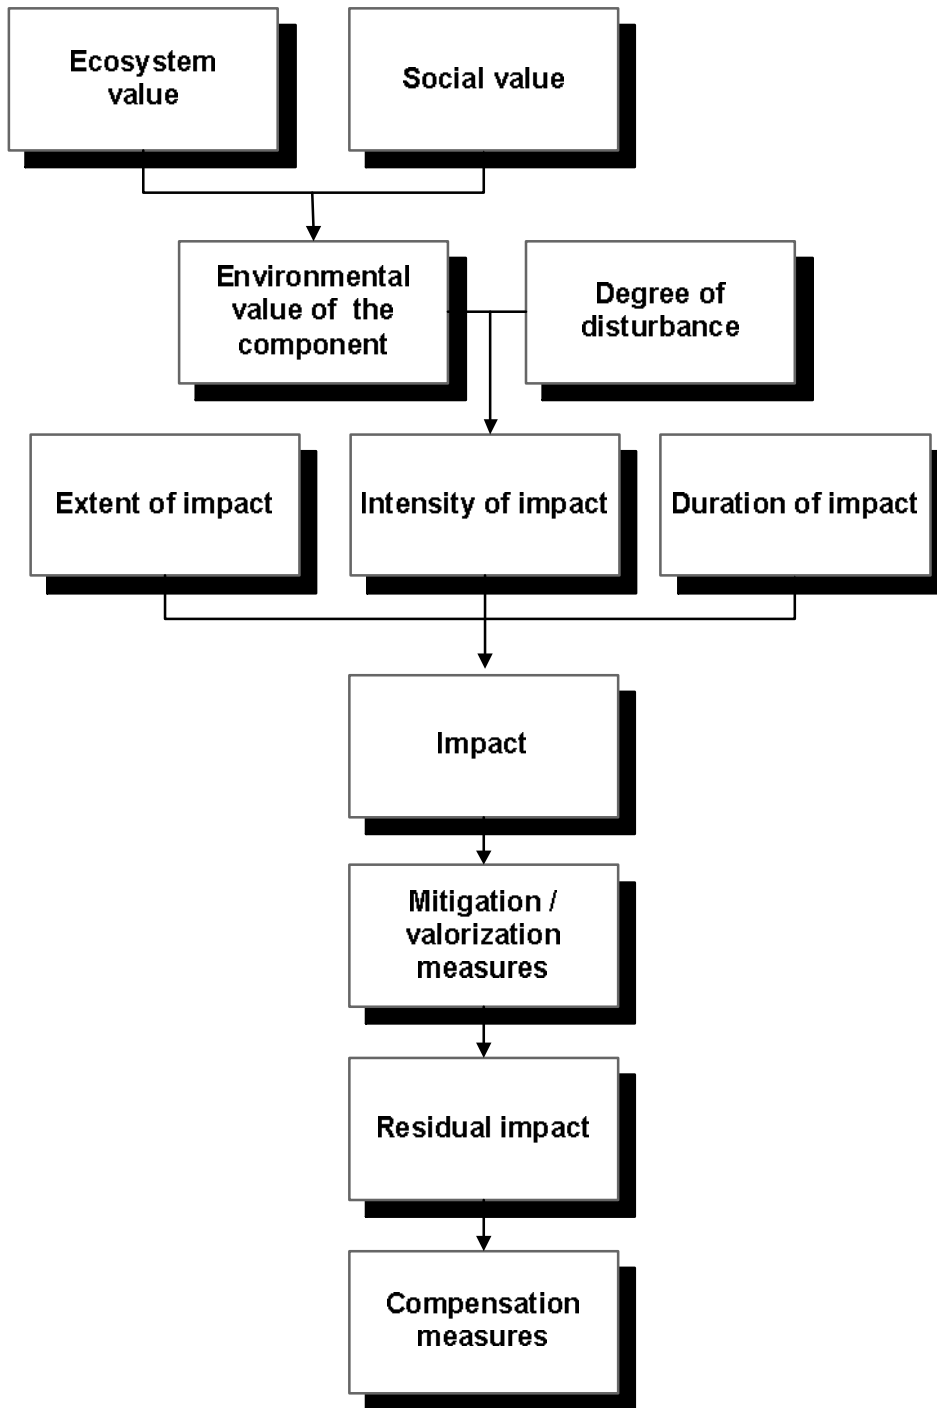 Ecosystem
value
Social value
Environmental
value of the
component
Degree of
disturbance
Extent of impact
Intensity of impact
Duration of impact
Impact
Mitigation /
valorization
measures
Residual impact
Compensation
measures